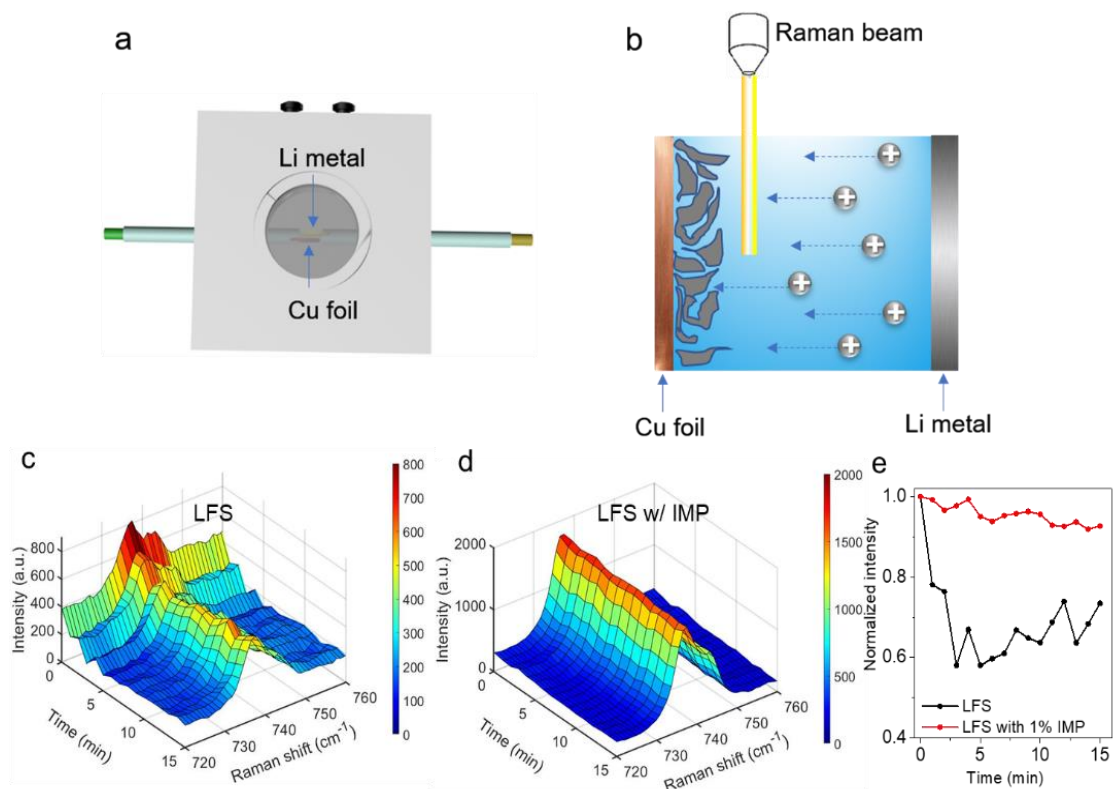 a
Li metal
Cu foil
b
Raman beam
+
+
+
+
+
+
Cu foil
Li metal
c
LFS
Intensity (a.u.)
800
600
400
200
0
0
5
10
15
Time (min)
720
730
740
750
760
Raman shift (cm⁻¹)
800
700
600
500
400
300
200
100
0
d
LFS w/ IMP
Intensity (a.u.)
2000
1000
0
0
5
10
15
Time (min)
720
730
740
750
760
Raman shift (cm⁻¹)
2000
1500
1000
500
0
e
Normalized intensity
1.0
0.8
0.6
0.4
LFS
LFS with 1% IMP
0
5
10
15
Time (min)